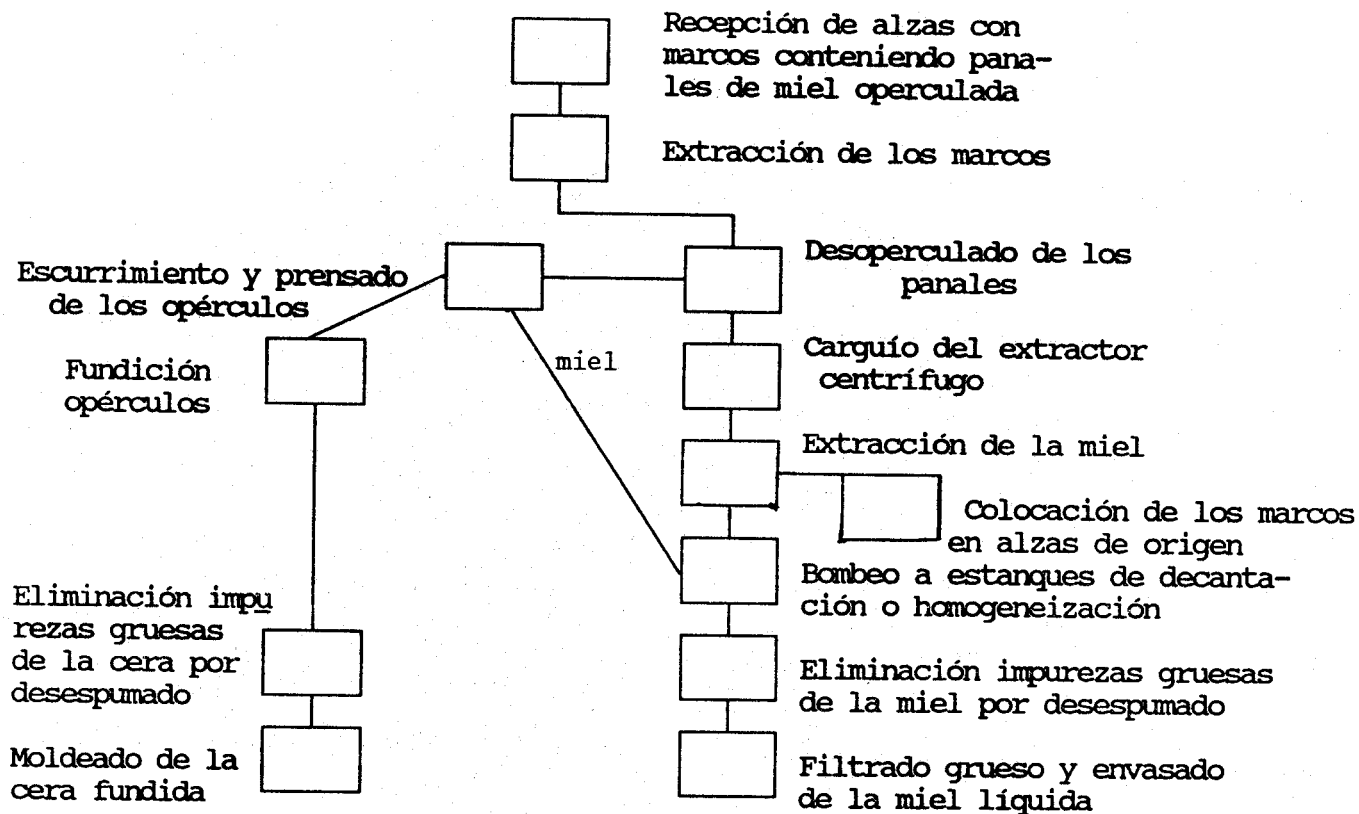 Recepción de alzas con
marcos conteniendo pana-
les de miel operculada
Extracción de los marcos
Desoperculado de los
panales
Escurrimiento y prensado
de los opérculos
Carguío del extractor
centrífugo
miel
Fundición
opérculos
Extracción de la miel
Colocación de los marcos
en alzas de origen
Bombeo a estanques de decanta-
ción o homogeneización
Eliminación impu
rezas gruesas
de la cera por
desespumado
Eliminación impurezas gruesas
de la miel por desespumado
Moldeado de la
cera fundida
Filtrado grueso y envasado
de la miel líquida